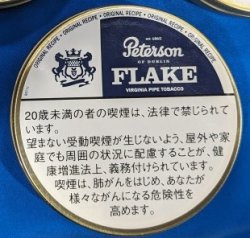 ORIGINAL RECIPE • ORIGINAL RECIPE • ORIGINAL RECIPE
Peterson
OF DUBLIN
FLAKE
VIRGINIA PIPE TOBACCO
20歳未満の者の喫煙は、法律で禁じられ
ています。
望まない受動喫煙が生じないよう、屋外や家
庭でも周囲の状況に配慮することが、健
康増進法上、義務付けられています。
喫煙は、肺がんをはじめ、あなたが
様々ながんになる危険性を
高めます。